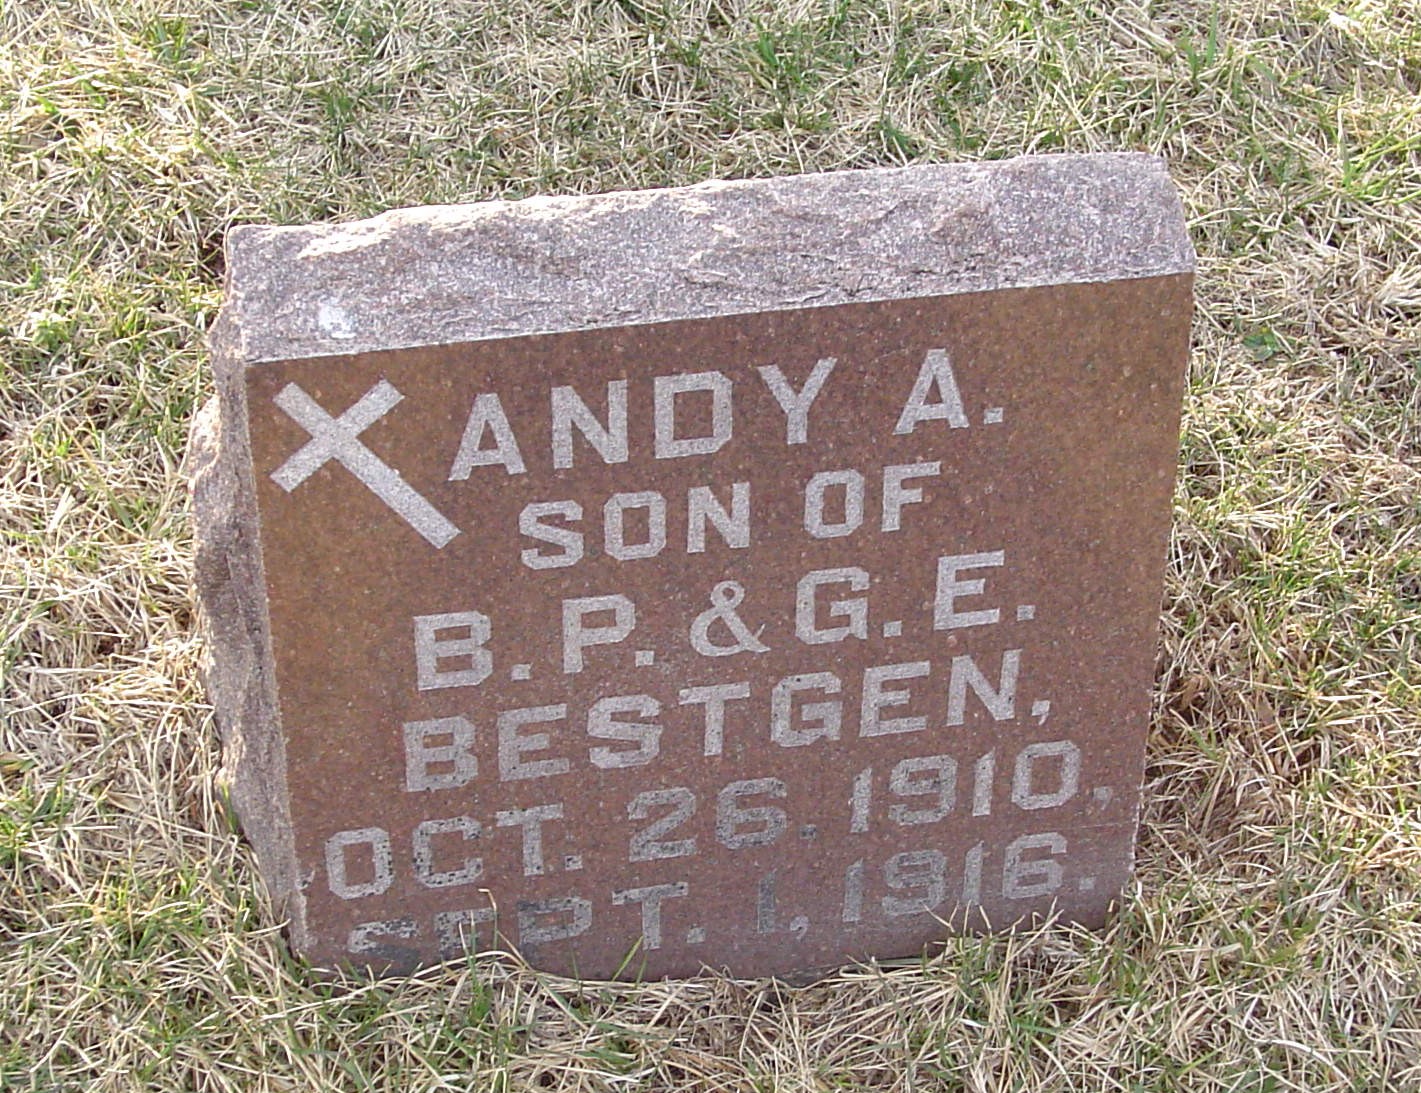 ANDY A.
SON OF
B.P. & G.E.
BESTGEN,
OCT. 26. 1910,
SEPT. 1, 1916.